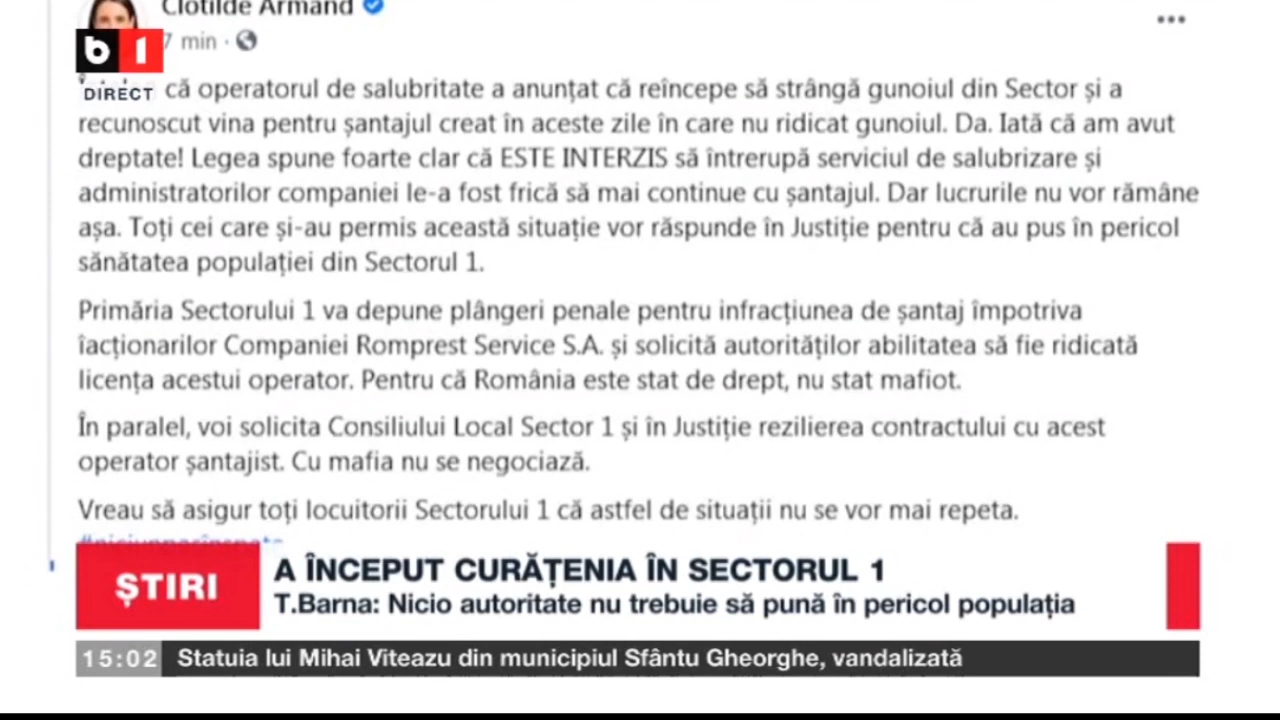 Clotilde Armand
7 min
b1
DIRECT
că operatorul de salubritate a anunțat că reîncepe să strângă gunoiul din Sector și a
recunoscut vina pentru șantajul creat în aceste zile în care nu ridicat gunoiul. Da. Iată că am avut
dreptate! Legea spune foarte clar că ESTE INTERZIS să întrerupă serviciul de salubrizare și
administratorilor companiei le-a fost frică să mai continue cu șantajul. Dar lucrurile nu vor rămâne
așa. Toți cei care și-au permis această situație vor răspunde în Justiție pentru că au pus în pericol
sănătatea populației din Sectorul 1.
Primăria Sectorului 1 va depune plângeri penale pentru infracțiunea de șantaj împotriva
îacționarilor Companiei Romprest Service S.A. și solicită autorităților abilitatea să fie ridicată
licența acestui operator. Pentru că România este stat de drept, nu stat mafiot.
În paralel, voi solicita Consiliului Local Sector 1 și în Justiție rezilierea contractului cu acest
operator șantajist. Cu mafia nu se negociază.
Vreau să asigur toți locuitorii Sectorului 1 că astfel de situații nu se vor mai repeta.
ȘTIRI
A ÎNCEPUT CURĂȚENIA ÎN SECTORUL 1
T.Barna: Nicio autoritate nu trebuie să pună în pericol populația
15:02 Statuia lui Mihai Viteazu din municipiul Sfântu Gheorghe, vandalizată